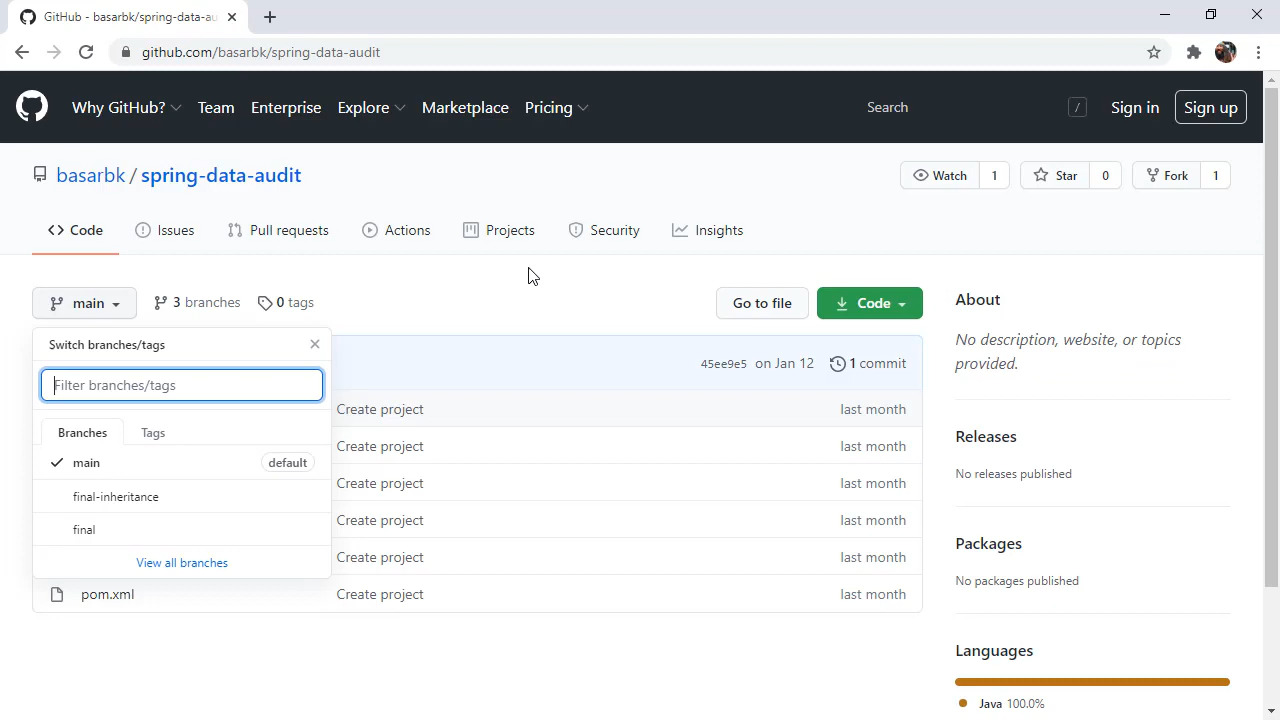 GitHub - basarbk/spring-data-au
github.com/basarbk/spring-data-audit
Why GitHub? Team Enterprise Explore Marketplace Pricing Search / Sign in Sign up
basarbk / spring-data-audit Watch 1 Star 0 Fork 1
Code Issues Pull requests Actions Projects Security Insights
main 3 branches 0 tags Go to file Code
Switch branches/tags
Filter branches/tags
Branches Tags
main default
final-inheritance
final
View all branches
45ee9e5 on Jan 12 1 commit
Create project last month
Create project last month
Create project last month
Create project last month
Create project last month
pom.xml Create project last month
About
No description, website, or topics
provided.
Releases
No releases published
Packages
No packages published
Languages
Java 100.0%